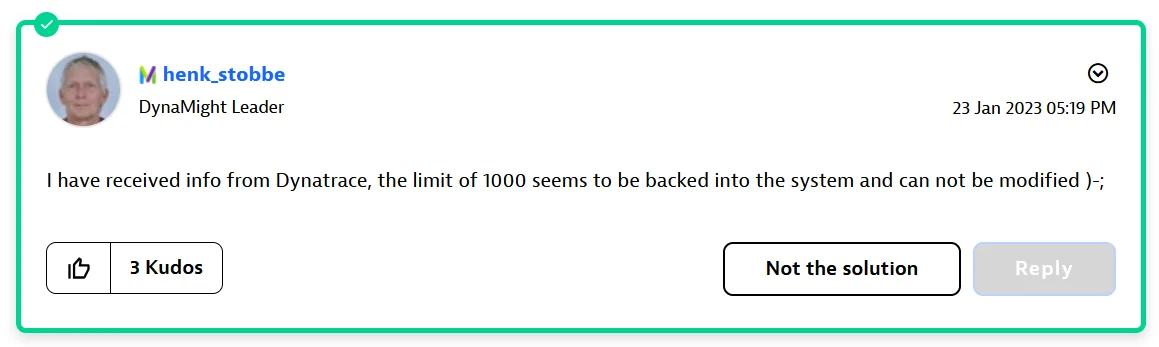 henk_stobbe
DynaMight Leader
23 Jan 2023 05:19 PM
I have received info from Dynatrace, the limit of 1000 seems to be backed into the system and can not be modified )-;
3 Kudos
Not the solution
Reply